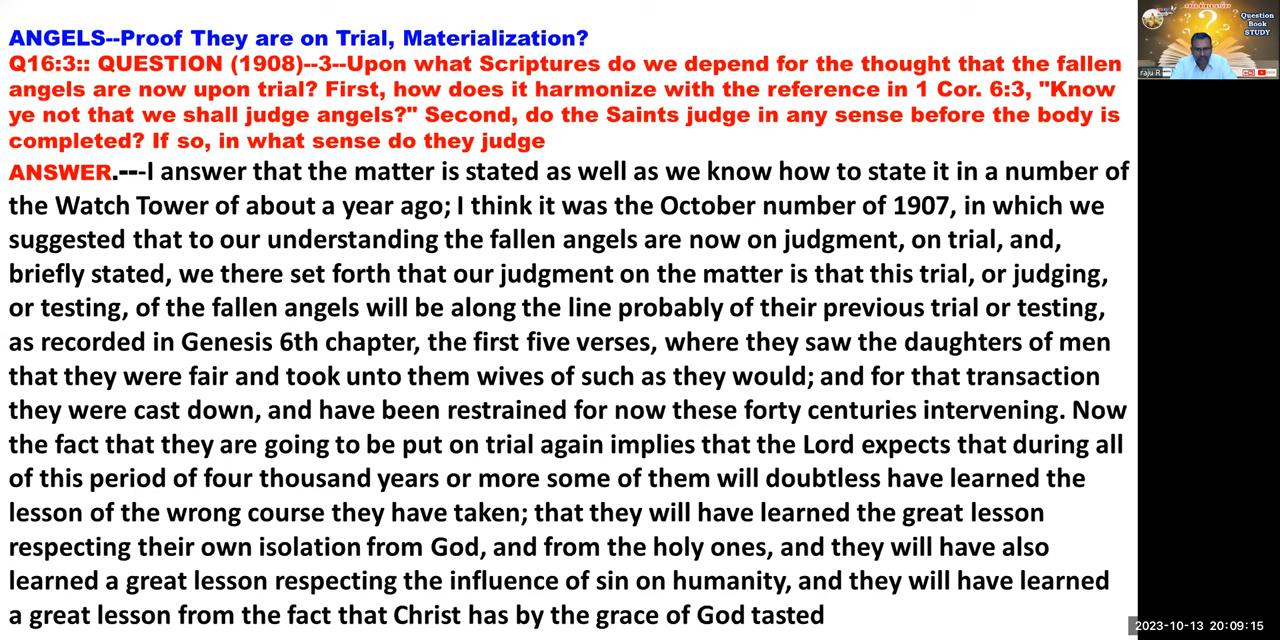 ANGELS--Proof They are on Trial, Materialization?
Q16:3:: QUESTION (1908)--3--Upon what Scriptures do we depend for the thought that the fallen
angels are now upon trial? First, how does it harmonize with the reference in 1 Cor. 6:3, "Know
ye not that we shall judge angels?" Second, do the Saints judge in any sense before the body is
completed? If so, in what sense do they judge
ANSWER.---I answer that the matter is stated as well as we know how to state it in a number of
the Watch Tower of about a year ago; I think it was the October number of 1907, in which we
suggested that to our understanding the fallen angels are now on judgment, on trial, and,
briefly stated, we there set forth that our judgment on the matter is that this trial, or judging,
or testing, of the fallen angels will be along the line probably of their previous trial or testing,
as recorded in Genesis 6th chapter, the first five verses, where they saw the daughters of men
that they were fair and took unto them wives of such as they would; and for that transaction
they were cast down, and have been restrained for now these forty centuries intervening. Now
the fact that they are going to be put on trial again implies that the Lord expects that during all
of this period of four thousand years or more some of them will doubtless have learned the
lesson of the wrong course they have taken; that they will have learned the great lesson
respecting their own isolation from God, and from the holy ones, and they will have also
learned a great lesson respecting the influence of sin on humanity, and they will have learned
a great lesson from the fact that Christ has by the grace of God tasted
Question
Book
STUDY
raju R
2023-10-13 20:09:15